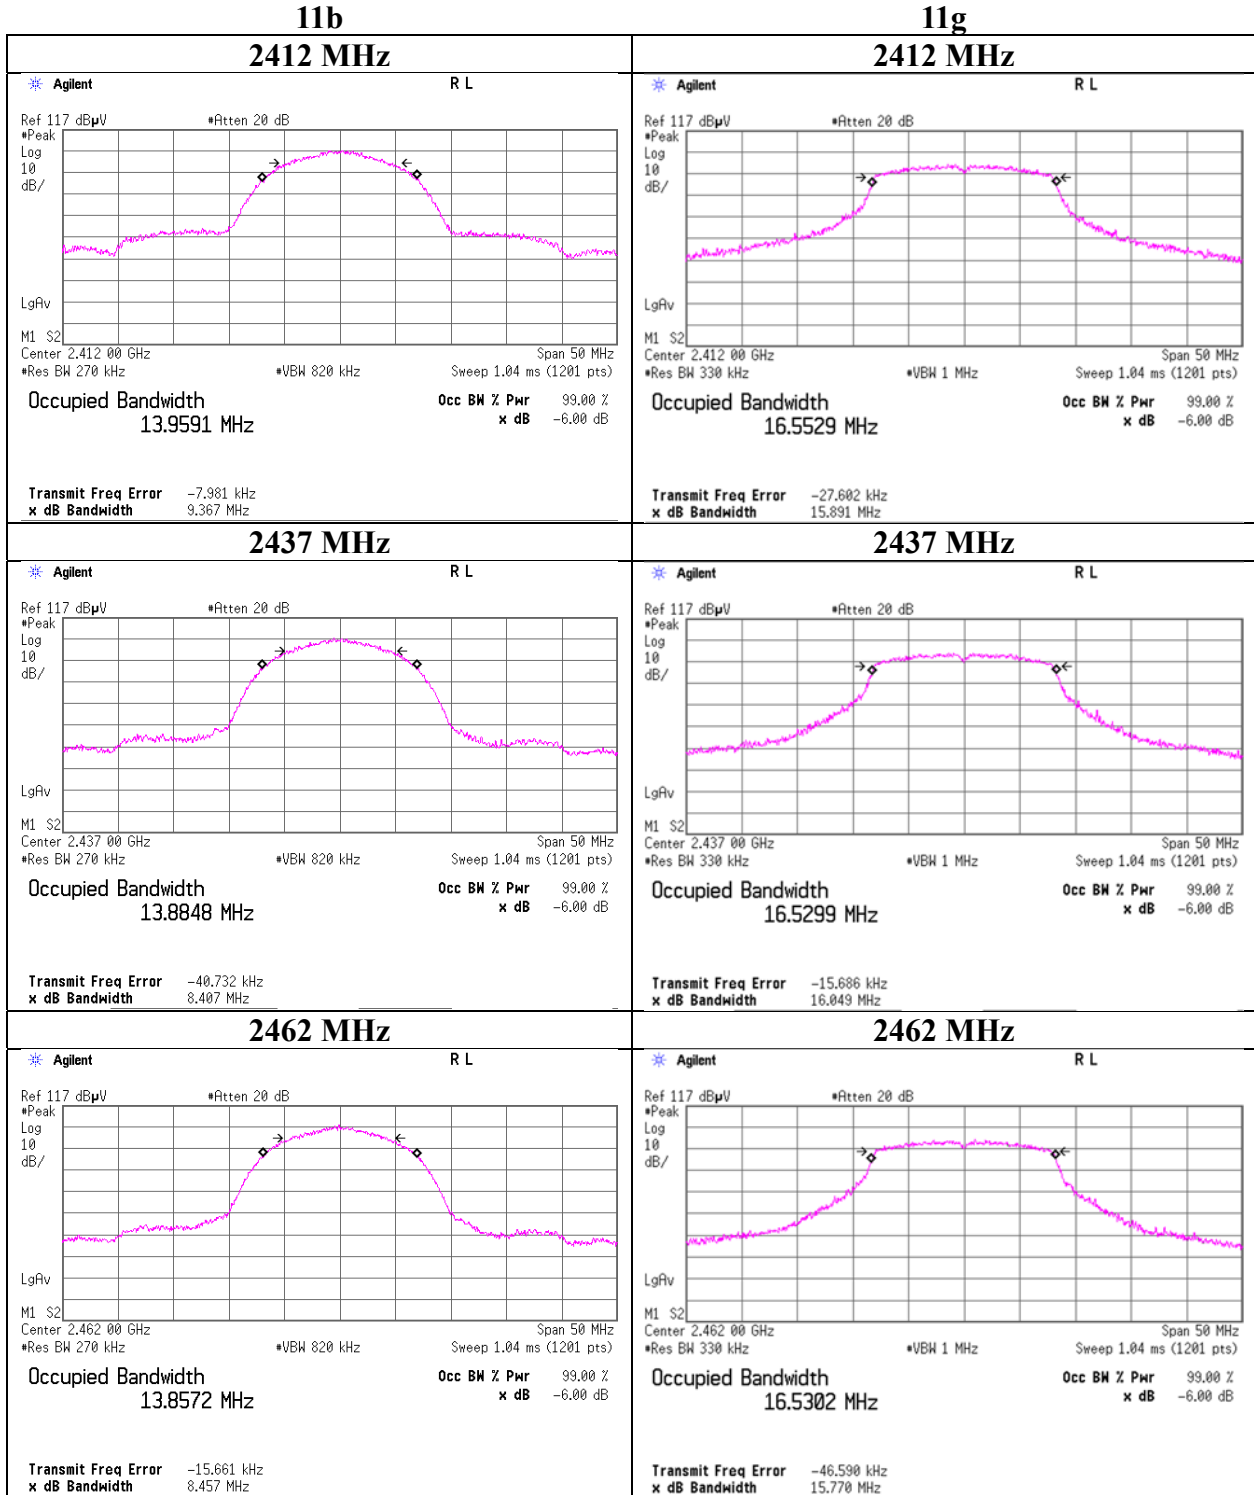 11b
11g
2412 MHz
2412 MHz
Agilent
R L
Ref 117 dBµV
#Atten 20 dB
#Peak
Log
10
dB/
LgAv
M1 S2
Center 2.412 00 GHz
Span 50 MHz
#Res BW 270 kHz
#VBW 820 kHz
Sweep 1.04 ms (1201 pts)
Occupied Bandwidth
Occ BW % Pwr 99.00 %
13.9591 MHz
x dB -6.00 dB
Transmit Freq Error -7.981 kHz
x dB Bandwidth 9.367 MHz
Agilent
R L
Ref 117 dBµV
#Atten 20 dB
#Peak
Log
10
dB/
LgAv
M1 S2
Center 2.412 00 GHz
Span 50 MHz
#Res BW 330 kHz
#VBW 1 MHz
Sweep 1.04 ms (1201 pts)
Occupied Bandwidth
Occ BW % Pwr 99.00 %
16.5529 MHz
x dB -6.00 dB
Transmit Freq Error -27.602 kHz
x dB Bandwidth 15.891 MHz
2437 MHz
2437 MHz
Agilent
R L
Ref 117 dBµV
#Atten 20 dB
#Peak
Log
10
dB/
LgAv
M1 S2
Center 2.437 00 GHz
Span 50 MHz
#Res BW 270 kHz
#VBW 820 kHz
Sweep 1.04 ms (1201 pts)
Occupied Bandwidth
Occ BW % Pwr 99.00 %
13.8848 MHz
x dB -6.00 dB
Transmit Freq Error -40.732 kHz
x dB Bandwidth 8.407 MHz
Agilent
R L
Ref 117 dBµV
#Atten 20 dB
#Peak
Log
10
dB/
LgAv
M1 S2
Center 2.437 00 GHz
Span 50 MHz
#Res BW 330 kHz
#VBW 1 MHz
Sweep 1.04 ms (1201 pts)
Occupied Bandwidth
Occ BW % Pwr 99.00 %
16.5299 MHz
x dB -6.00 dB
Transmit Freq Error -15.686 kHz
x dB Bandwidth 16.049 MHz
2462 MHz
2462 MHz
Agilent
R L
Ref 117 dBµV
#Atten 20 dB
#Peak
Log
10
dB/
LgAv
M1 S2
Center 2.462 00 GHz
Span 50 MHz
#Res BW 270 kHz
#VBW 820 kHz
Sweep 1.04 ms (1201 pts)
Occupied Bandwidth
Occ BW % Pwr 99.00 %
13.8572 MHz
x dB -6.00 dB
Transmit Freq Error -15.661 kHz
x dB Bandwidth 8.457 MHz
Agilent
R L
Ref 117 dBµV
#Atten 20 dB
#Peak
Log
10
dB/
LgAv
M1 S2
Center 2.462 00 GHz
Span 50 MHz
#Res BW 330 kHz
#VBW 1 MHz
Sweep 1.04 ms (1201 pts)
Occupied Bandwidth
Occ BW % Pwr 99.00 %
16.5302 MHz
x dB -6.00 dB
Transmit Freq Error -46.590 kHz
x dB Bandwidth 15.770 MHz